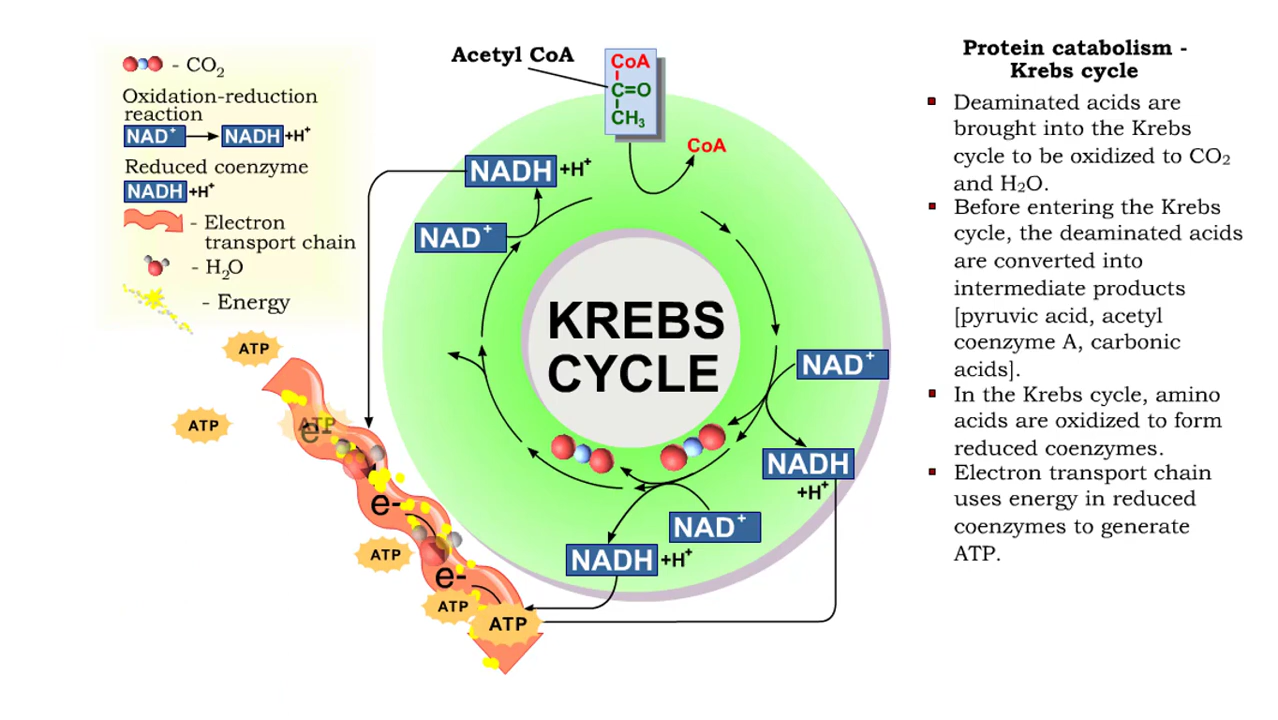 - CO₂
Oxidation-reduction
reaction
NAD⁺ NADH +H⁺
Reduced coenzyme
NADH +H⁺
- Electron
transport chain
- H₂O
- Energy
Acetyl CoA
CoA
C=O
CH₃
CoA
NADH +H⁺
NAD⁺
KREBS
CYCLE
NAD⁺
NADH
+H⁺
NAD⁺
NADH +H⁺
ATP
ATP
ATP
e-
e-
ATP
e-
ATP
ATP
Protein catabolism -
Krebs cycle
Deaminated acids are
brought into the Krebs
cycle to be oxidized to CO₂
and H₂O.
Before entering the Krebs
cycle, the deaminated acids
are converted into
intermediate products
[pyruvic acid, acetyl
coenzyme A, carbonic
acids].
In the Krebs cycle, amino
acids are oxidized to form
reduced coenzymes.
Electron transport chain
uses energy in reduced
coenzymes to generate
ATP.